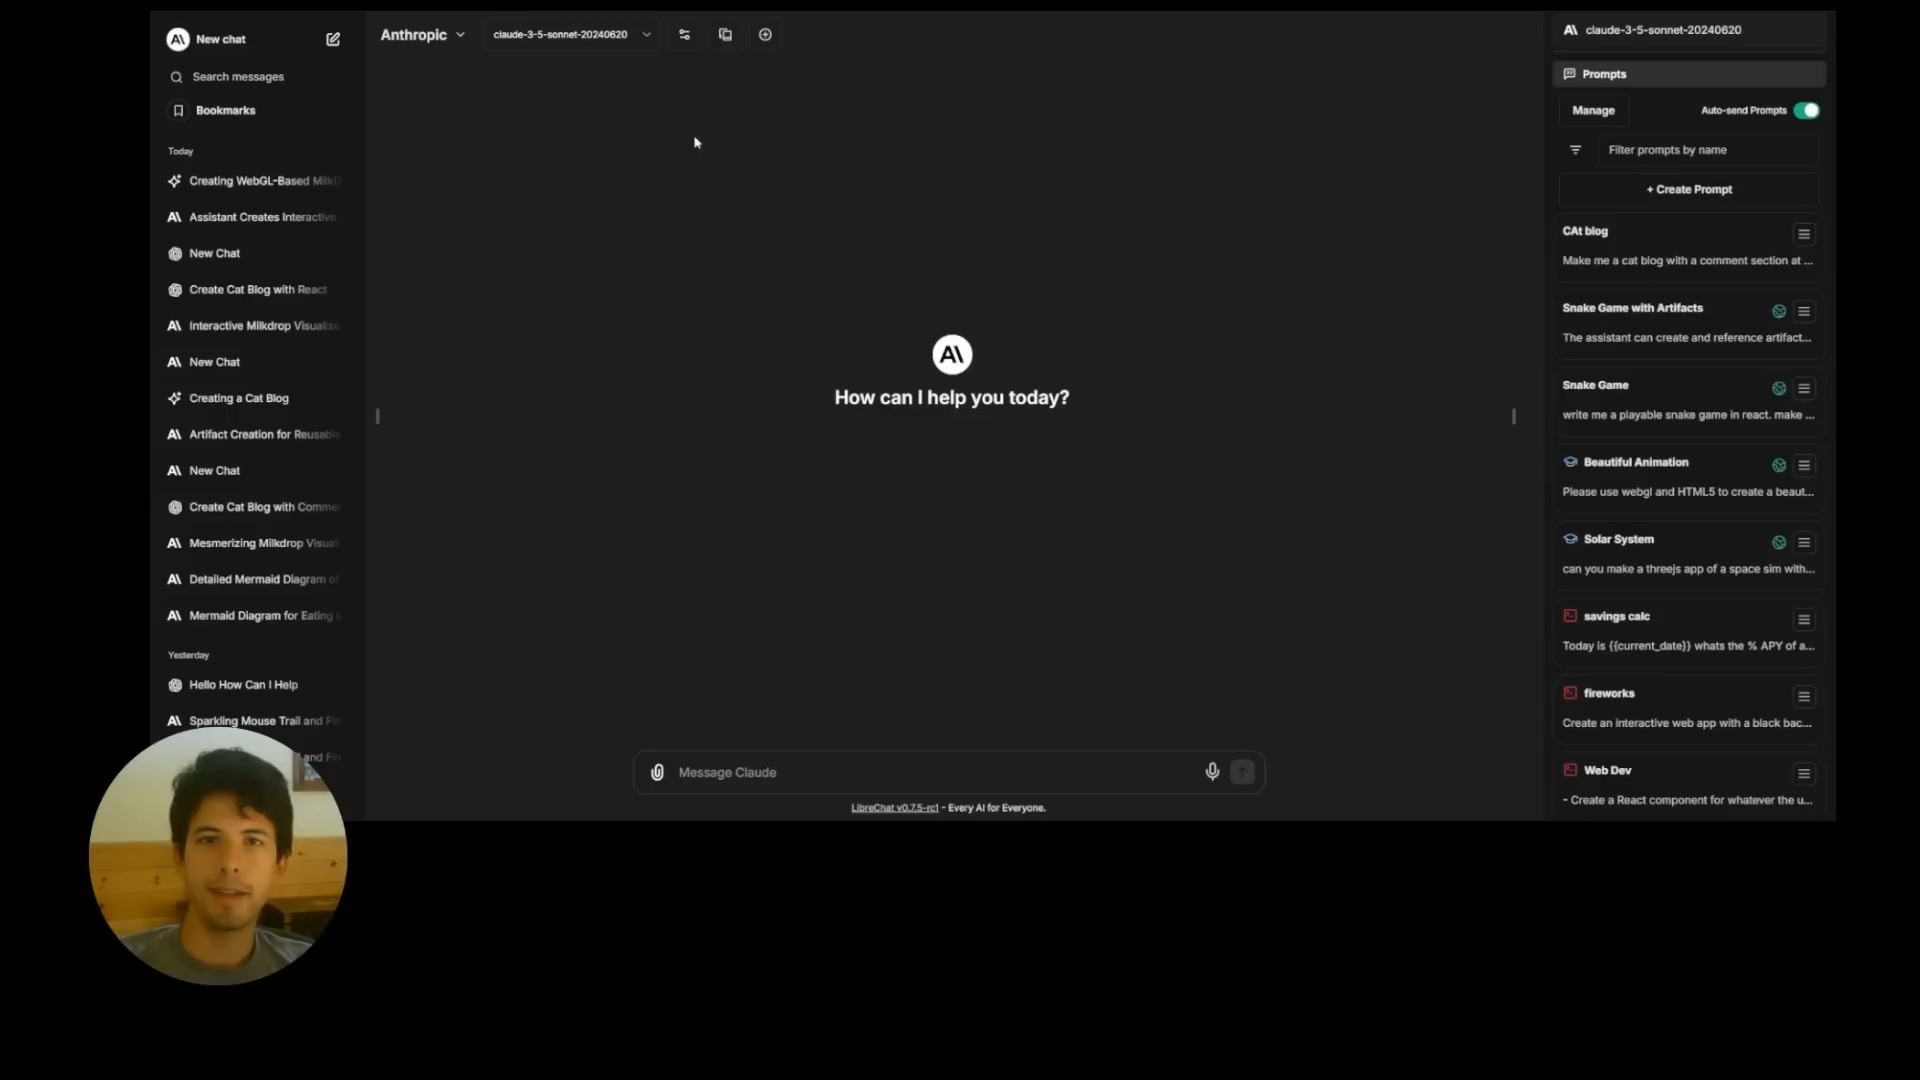 New chat
Search messages
Bookmarks
Today
Creating WebGL-Based MilkD
Assistant Creates Interactive
New Chat
Create Cat Blog with React
Interactive Milkdrop Visualize
New Chat
Creating a Cat Blog
Artifact Creation for Reusable
New Chat
Create Cat Blog with Comme
Mesmerizing Milkdrop Visual
Detailed Mermaid Diagram of
Mermaid Diagram for Eating
Yesterday
Hello How Can I Help
Sparkling Mouse Trail and Fir
and Fir
Anthropic
claude-3-5-sonnet-20240620
How can I help you today?
Message Claude
LibreChat v0.7.5-rc1 - Every AI for Everyone.
claude-3-5-sonnet-20240620
Prompts
Manage
Auto-send Prompts
Filter prompts by name
+ Create Prompt
CAt blog
Make me a cat blog with a comment section at ...
Snake Game with Artifacts
The assistant can create and reference artifact...
Snake Game
write me a playable snake game in react. make ...
Beautiful Animation
Please use webgl and HTML5 to create a beaut...
Solar System
can you make a threejs app of a space sim with...
savings calc
Today is {{current_date}} whats the % APY of a...
fireworks
Create an interactive web app with a black bac...
Web Dev
- Create a React component for whatever the u...